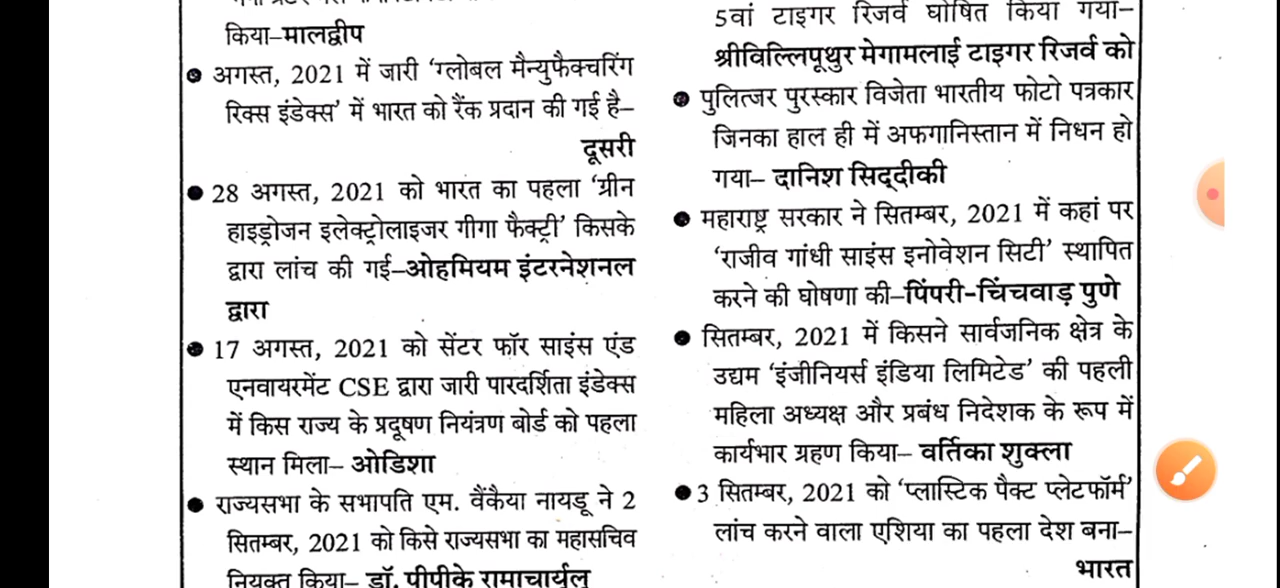 किया–मालद्वीप
● अगस्त, 2021 में जारी ‘ग्लोबल मैन्युफैक्चरिंग
रिक्स इंडेक्स’ में भारत को रैंक प्रदान की गई है–
दूसरी
● 28 अगस्त, 2021 को भारत का पहला ‘ग्रीन
हाइड्रोजन इलेक्ट्रोलाइजर गीगा फैक्ट्री’ किसके
द्वारा लांच की गई–ओहमियम इंटरनेशनल
द्वारा
● 17 अगस्त, 2021 को सेंटर फॉर साइंस एंड
एनवायरमेंट CSE द्वारा जारी पारदर्शिता इंडेक्स
में किस राज्य के प्रदूषण नियंत्रण बोर्ड को पहला
स्थान मिला– ओडिशा
● राज्यसभा के सभापति एम. वैंकैया नायडू ने 2
सितम्बर, 2021 को किसे राज्यसभा का महासचिव
नियुक्त किया– डॉ. पीपीके रामाचार्यलु
5वां टाइगर रिजर्व घोषित किया गया–
श्रीविल्लिपूथुर मेगामलाई टाइगर रिजर्व को
● पुलित्जर पुरस्कार विजेता भारतीय फोटो पत्रकार
जिनका हाल ही में अफगानिस्तान में निधन हो
गया– दानिश सिद्दीकी
● महाराष्ट्र सरकार ने सितम्बर, 2021 में कहां पर
‘राजीव गांधी साइंस इनोवेशन सिटी’ स्थापित
करने की घोषणा की–पिंपरी-चिंचवाड़ पुणे
● सितम्बर, 2021 में किसने सार्वजनिक क्षेत्र के
उद्यम ‘इंजीनियर्स इंडिया लिमिटेड’ की पहली
महिला अध्यक्ष और प्रबंध निदेशक के रूप में
कार्यभार ग्रहण किया– वर्तिका शुक्ला
● 3 सितम्बर, 2021 को ‘प्लास्टिक पैक्ट प्लेटफॉर्म’
लांच करने वाला एशिया का पहला देश बना–
भारत